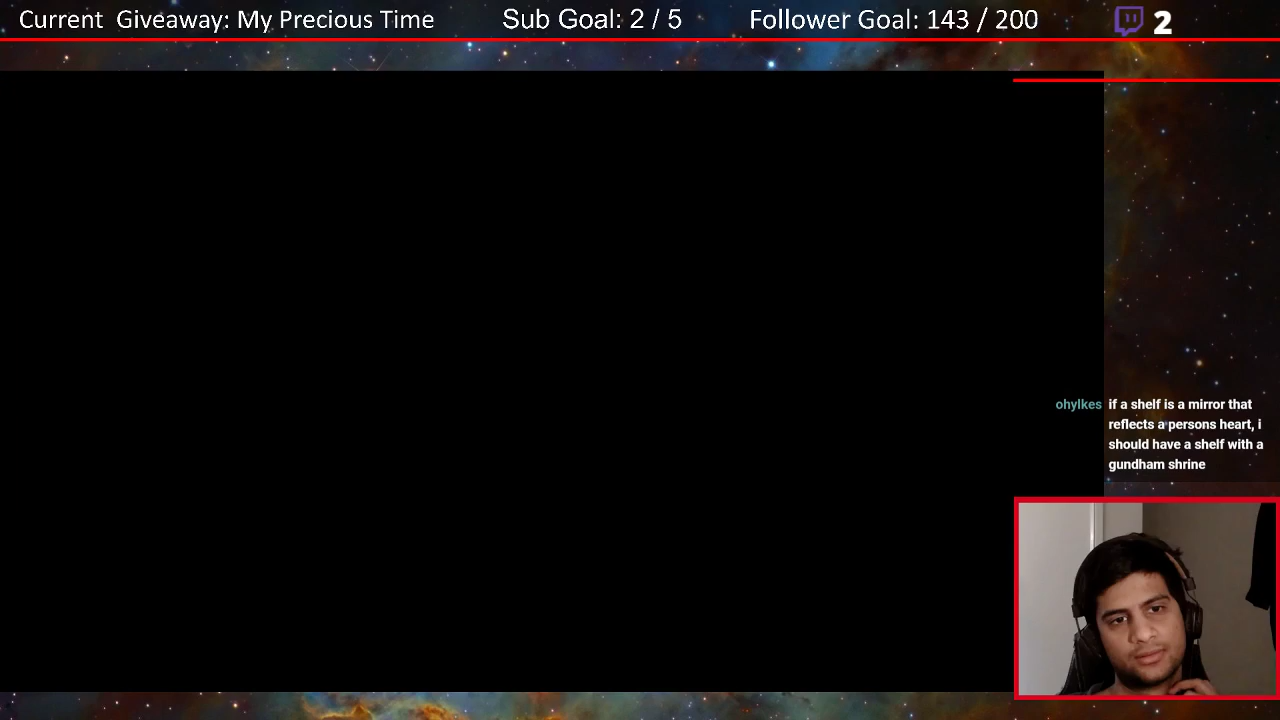 Current  Giveaway: My Precious Time
Sub Goal: 2 / 5
Follower Goal: 143 / 200
2
ohylkes if a shelf is a mirror that
reflects a persons heart, i
should have a shelf with a
gundham shrine